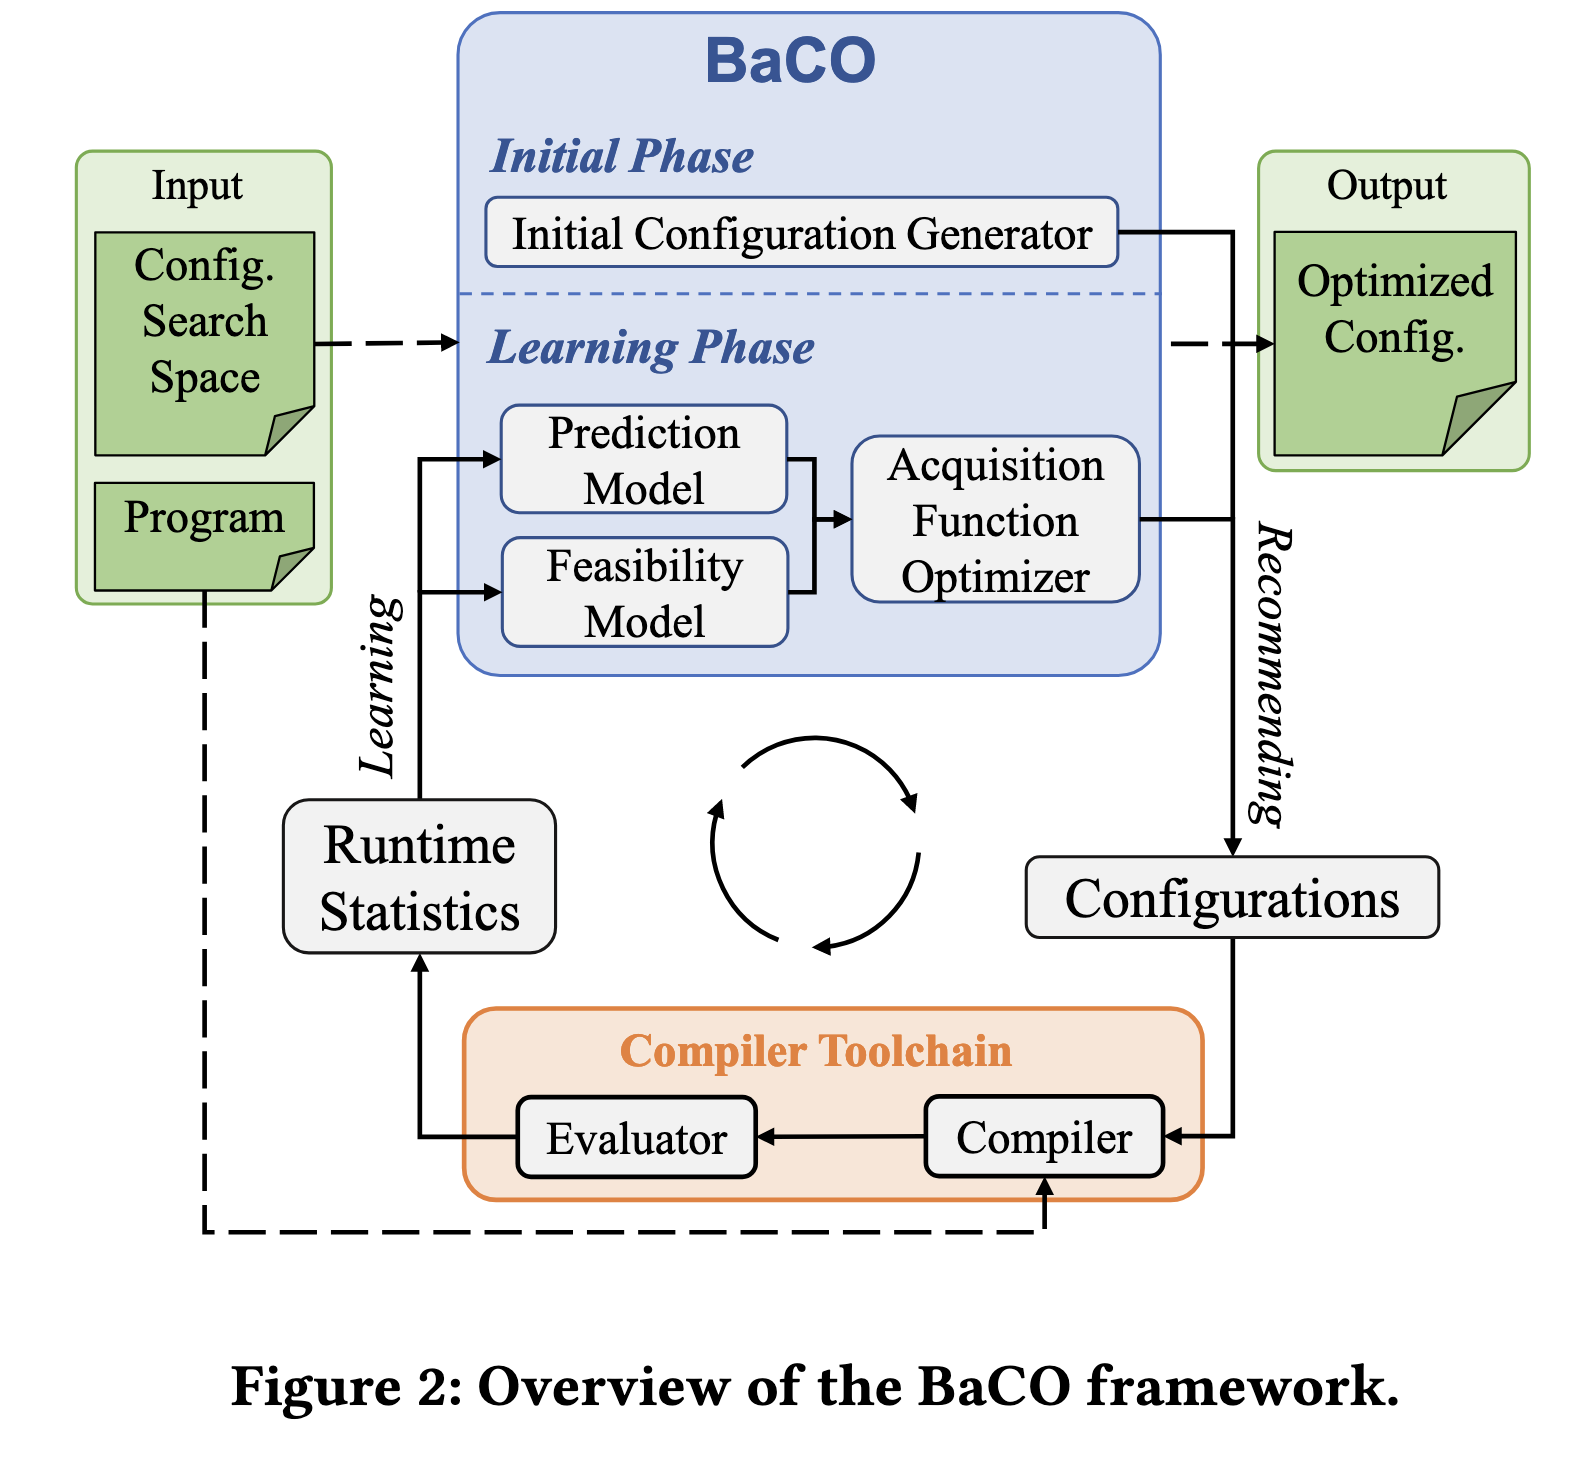 BaCO
Initial Phase
Initial Configuration Generator
Input
Config.
Search
Space
Program
Learning Phase
Prediction
Model
Feasibility
Model
Acquisition
Function
Optimizer
Output
Optimized
Config.
Learning
Recommending
Runtime
Statistics
Configurations
Compiler Toolchain
Evaluator
Compiler
Figure 2: Overview of the BaCO framework.